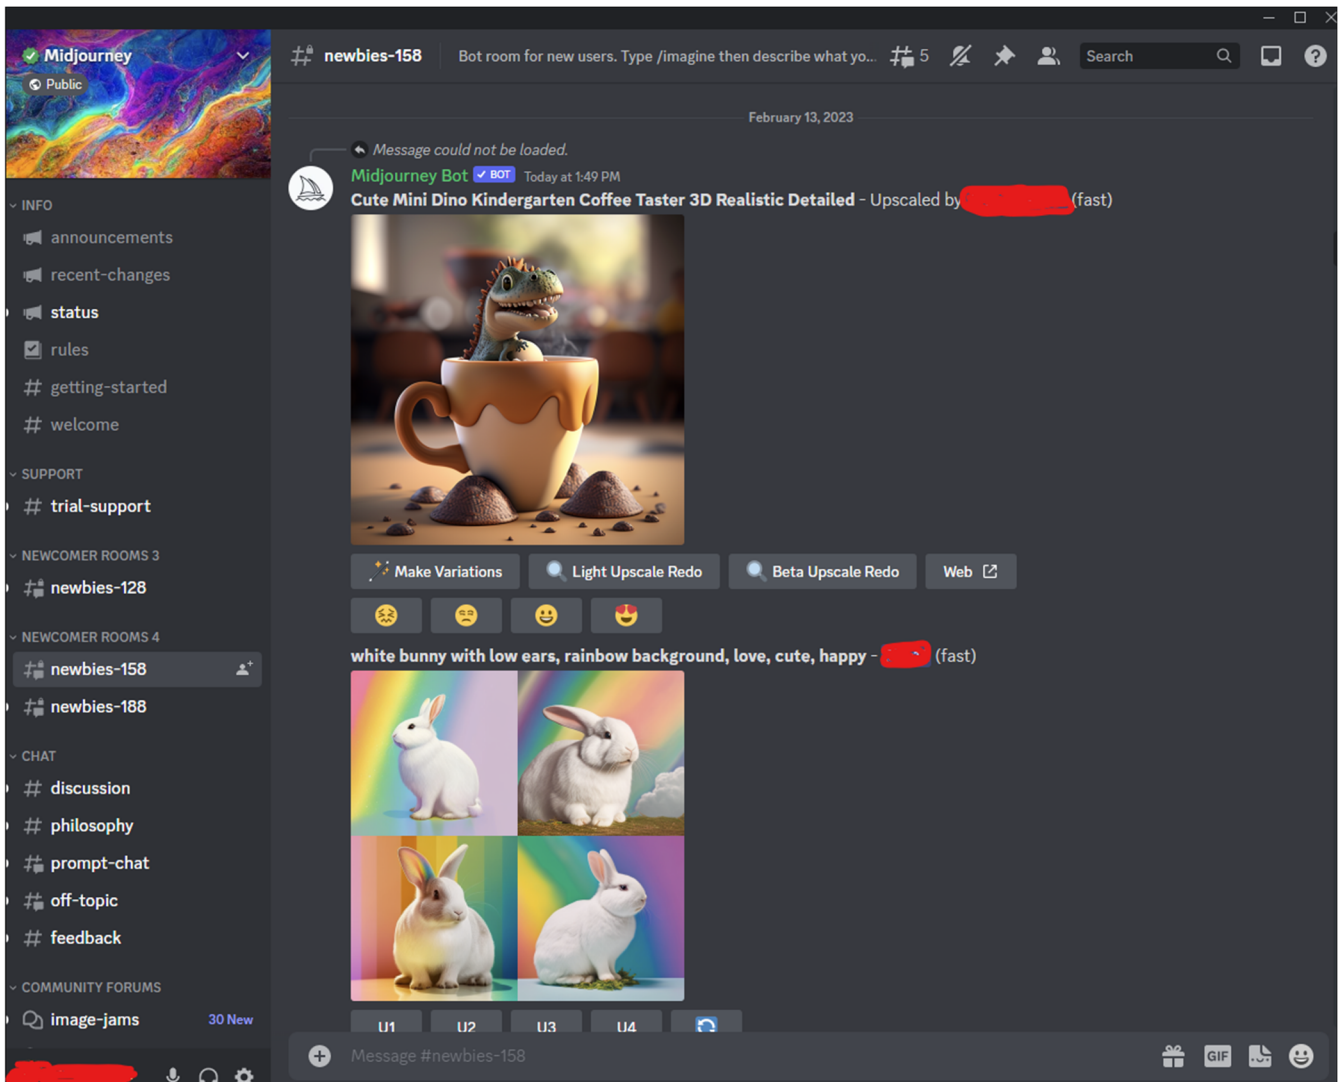 Midjourney
Public
INFO
announcements
recent-changes
status
rules
getting-started
welcome
SUPPORT
trial-support
NEWCOMER ROOMS 3
newbies-128
NEWCOMER ROOMS 4
newbies-158
newbies-188
CHAT
discussion
philosophy
prompt-chat
off-topic
feedback
COMMUNITY FORUMS
image-jams 30 New
newbies-158 Bot room for new users. Type /imagine then describe what yo... 5 Search
February 13, 2023
Message could not be loaded.
Midjourney Bot ✓ BOT Today at 1:49 PM
Cute Mini Dino Kindergarten Coffee Taster 3D Realistic Detailed - Upscaled by (fast)
Make Variations Light Upscale Redo Beta Upscale Redo Web
white bunny with low ears, rainbow background, love, cute, happy - (fast)
U1 U2 U3 U4
Message #newbies-158 GIF